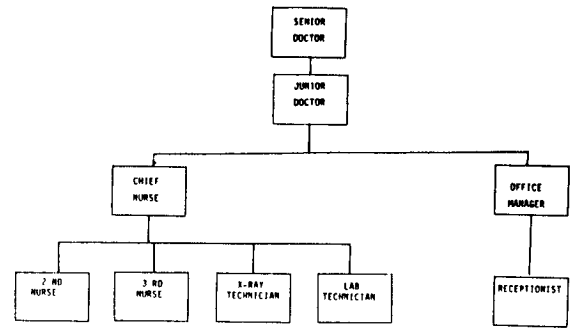 SENIOR
DOCTOR
JUNIOR
DOCTOR
CHIEF
NURSE
OFFICE
MANAGER
2 ND
NURSE
3 RD
NURSE
X-RAY
TECHNICIAN
LAB
TECHNICIAN
RECEPTIONIST